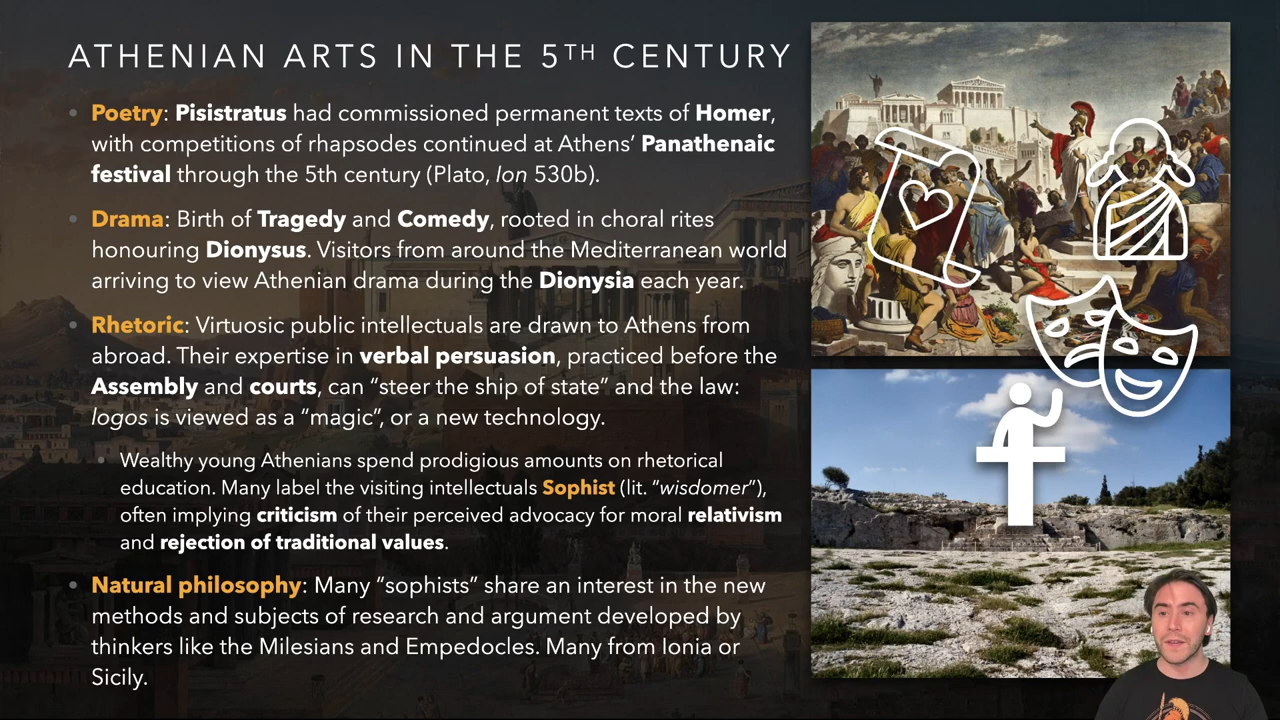 ATHENIAN ARTS IN THE 5TH CENTURY
• Poetry: Pisistratus had commissioned permanent texts of Homer,
with competitions of rhapsodes continued at Athens’ Panathenaic
festival through the 5th century (Plato, Ion 530b).
• Drama: Birth of Tragedy and Comedy, rooted in choral rites
honouring Dionysus. Visitors from around the Mediterranean world
arriving to view Athenian drama during the Dionysia each year.
• Rhetoric: Virtuosic public intellectuals are drawn to Athens from
abroad. Their expertise in verbal persuasion, practiced before the
Assembly and courts, can “steer the ship of state” and the law:
logos is viewed as a “magic”, or a new technology.
• Wealthy young Athenians spend prodigious amounts on rhetorical
education. Many label the visiting intellectuals Sophist (lit. “wisdomer”),
often implying criticism of their perceived advocacy for moral relativism
and rejection of traditional values.
• Natural philosophy: Many “sophists” share an interest in the new
methods and subjects of research and argument developed by
thinkers like the Milesians and Empedocles. Many from Ionia or
Sicily.